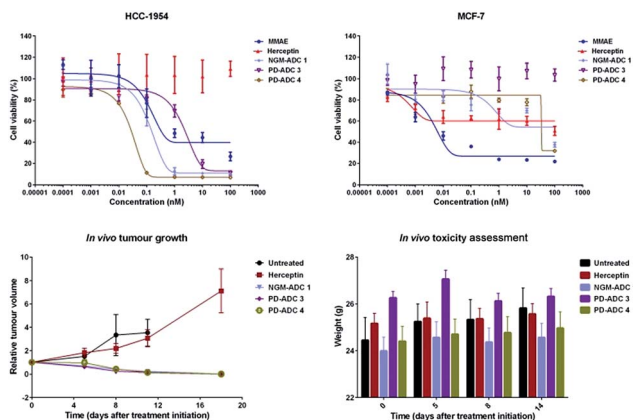 HCC-1954
140
120
100
80
60
40
20
0
Cell viability (%)
0.00001 0.0001 0.001 0,01 0,1 1 10 100 1000
Concentration (nM)
MMAE
Herceptin
NGM-ADC 1
PD-ADC 3
PD-ADC 4
MCF-7
140
120
100
80
60
40
20
0
Cell viability (%)
0.00001 0.0001 0.001 0.01 0.1 1 10 100 1000
Concentration (nM)
MMAE
Herceptin
NGM-ADC 1
PD-ADC 3
PD-ADC 4
In vivo tumour growth
10
8
6
4
2
0
-2
Relative tumour volume
0 4 8 12 16 20
Time (days after treatment initiation)
Untreated
Herceptin
NGM-ADC 1
PD-ADC 3
PD-ADC 4
In vivo toxicity assessment
28
26
24
22
Weight (g)
0 5 8 14
Time (days after treatment initiation)
Untreated
Herceptin
NGM-ADC 1
PD-ADC 3
PD-ADC 4